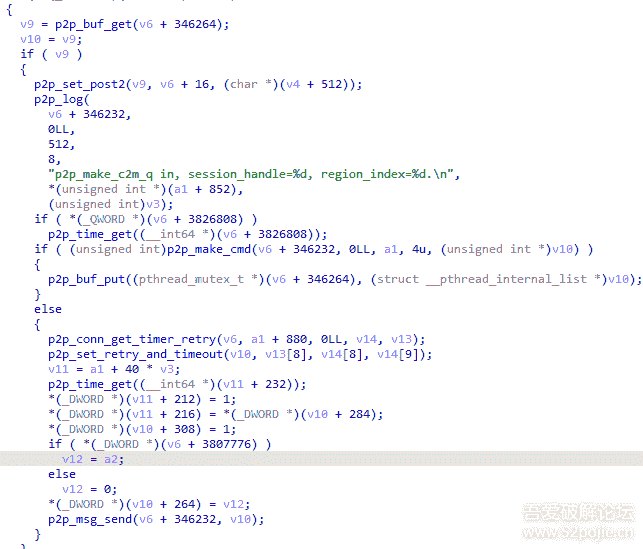 {
v9 = p2p_buf_get(v6 + 346264);
v10 = v9;
if ( v9 )
{
p2p_set_post2(v9, v6 + 16, (char *)(v4 + 512));
p2p_log(
v6 + 346232,
0LL,
512,
8,
"p2p_make_c2m_q in, session_handle=%d, region_index=%d.\n",
*(unsigned int *)(a1 + 852),
(unsigned int)v3);
if ( *(_QWORD *)(v6 + 3826808) )
p2p_time_get((__int64 *)(v6 + 3826808));
if ( (unsigned int)p2p_make_cmd(v6 + 346232, 0LL, a1, 4u, (unsigned int *)v10) )
{
p2p_buf_put((pthread_mutex_t *)(v6 + 346264), (struct __pthread_internal_list *)v10);
}
else
{
p2p_conn_get_timer_retry(v6, a1 + 880, 0LL, v14, v13);
p2p_set_retry_and_timeout(v10, v13[8], v14[8], v14[9]);
v11 = a1 + 40 * v3;
p2p_time_get((__int64 *)(v11 + 232));
*(_DWORD *)(v11 + 212) = 1;
*(_DWORD *)(v11 + 216) = *(_DWORD *)(v10 + 284);
*(_DWORD *)(v10 + 308) = 1;
if ( *(_DWORD *)(v6 + 3807776) )
v12 = a2;
else
v12 = 0;
*(_DWORD *)(v10 + 264) = v12;
p2p_msg_send(v6 + 346232, v10);
}
}
吾爱破解论坛
www.52pojie.cn